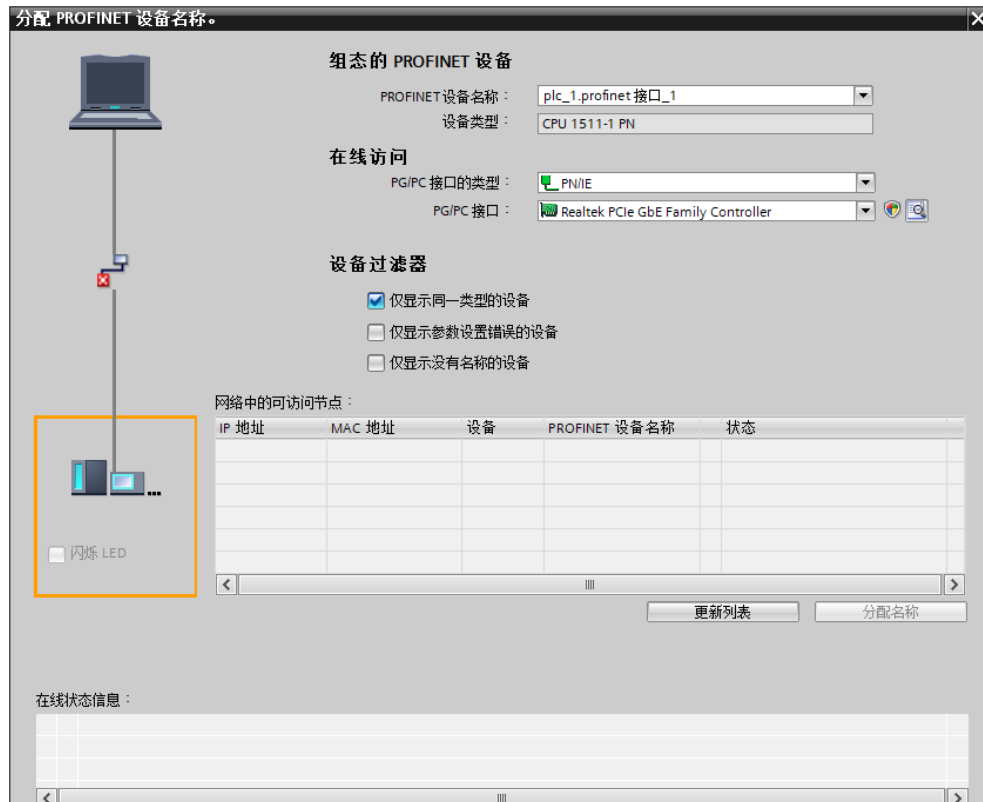 分配 PROFINET 设备名称。
组态的 PROFINET 设备
PROFINET设备名称： plc_1.profinet 接口_1
设备类型： CPU 1511-1 PN
在线访问
PG/PC 接口的类型： PN/IE
PG/PC 接口： Realtek PCIe GbE Family Controller
设备过滤器
仅显示同一类型的设备
仅显示参数设置错误的设备
仅显示没有名称的设备
网络中的可访问节点：
IP 地址 MAC 地址 设备 PROFINET 设备名称 状态
闪烁 LED
更新列表 分配名称
在线状态信息：